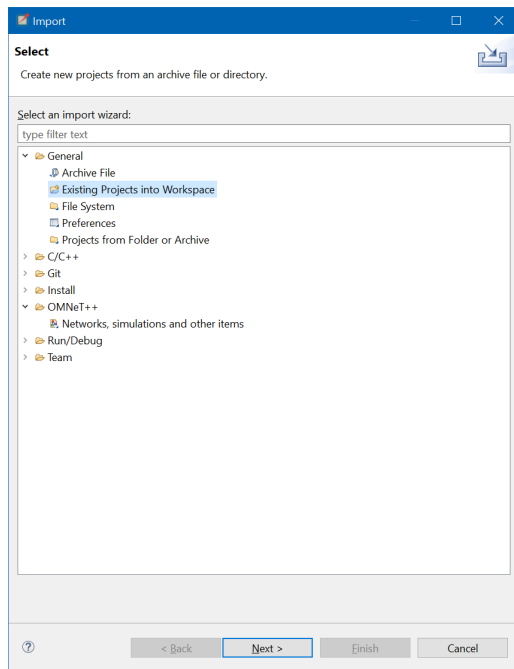 Import
Select
Create new projects from an archive file or directory.
Select an import wizard:
type filter text
General
Archive File
Existing Projects into Workspace
File System
Preferences
Projects from Folder or Archive
C/C++
Git
Install
OMNeT++
Networks, simulations and other items
Run/Debug
Team
? < Back Next > Finish Cancel